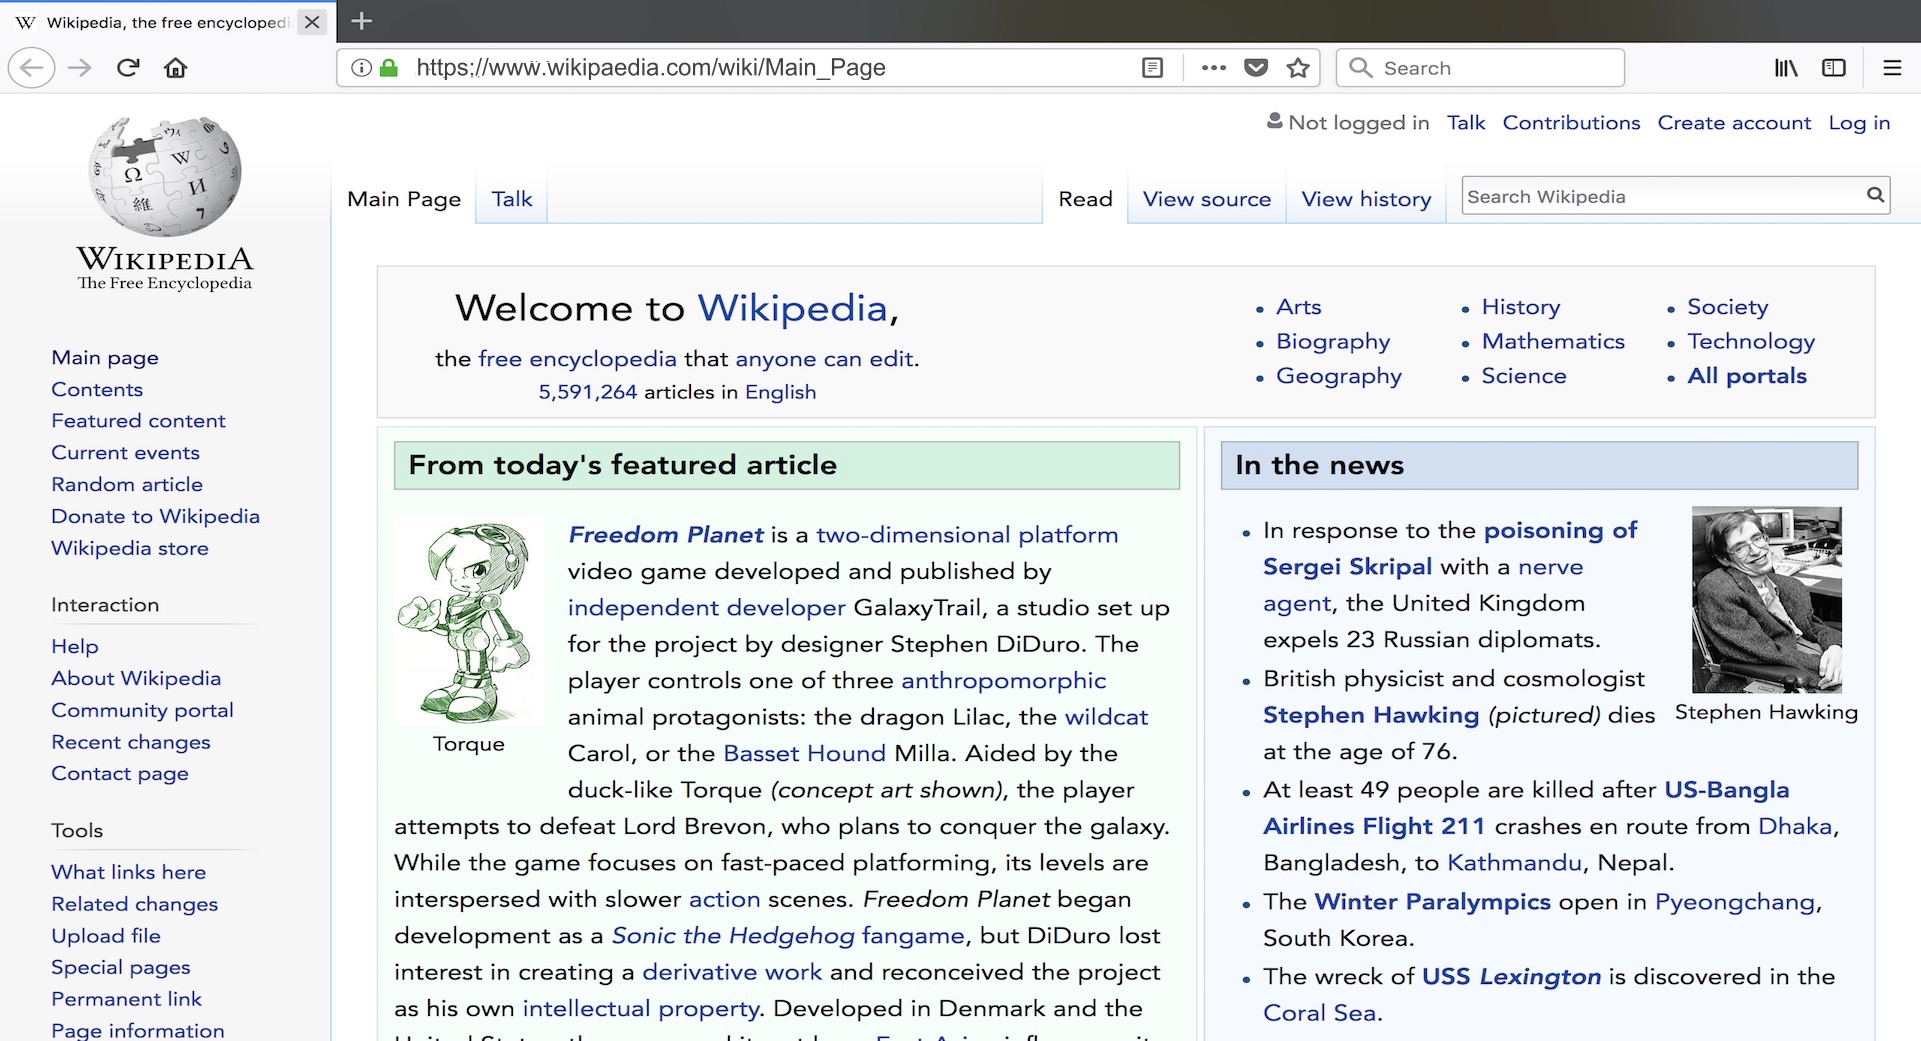 Wikipedia, the free encyclopedi
https;//www.wikipaedia.com/wiki/Main_Page
Search
Not logged in Talk Contributions Create account Log in
Main Page Talk Read View source View history Search Wikipedia
WIKIPEDIA
The Free Encyclopedia
Main page
Contents
Featured content
Current events
Random article
Donate to Wikipedia
Wikipedia store
Interaction
Help
About Wikipedia
Community portal
Recent changes
Contact page
Tools
What links here
Related changes
Upload file
Special pages
Permanent link
Page information
Welcome to Wikipedia,
the free encyclopedia that anyone can edit.
5,591,264 articles in English
Arts
Biography
Geography
History
Mathematics
Science
Society
Technology
All portals
From today's featured article
Torque
Freedom Planet is a two-dimensional platform
video game developed and published by
independent developer GalaxyTrail, a studio set up
for the project by designer Stephen DiDuro. The
player controls one of three anthropomorphic
animal protagonists: the dragon Lilac, the wildcat
Carol, or the Basset Hound Milla. Aided by the
duck-like Torque (concept art shown), the player
attempts to defeat Lord Brevon, who plans to conquer the galaxy.
While the game focuses on fast-paced platforming, its levels are
interspersed with slower action scenes. Freedom Planet began
development as a Sonic the Hedgehog fangame, but DiDuro lost
interest in creating a derivative work and reconceived the project
as his own intellectual property. Developed in Denmark and the
In the news
In response to the poisoning of
Sergei Skripal with a nerve
agent, the United Kingdom
expels 23 Russian diplomats.
British physicist and cosmologist
Stephen Hawking (pictured) dies
at the age of 76.
Stephen Hawking
At least 49 people are killed after US-Bangla
Airlines Flight 211 crashes en route from Dhaka,
Bangladesh, to Kathmandu, Nepal.
The Winter Paralympics open in Pyeongchang,
South Korea.
The wreck of USS Lexington is discovered in the
Coral Sea.